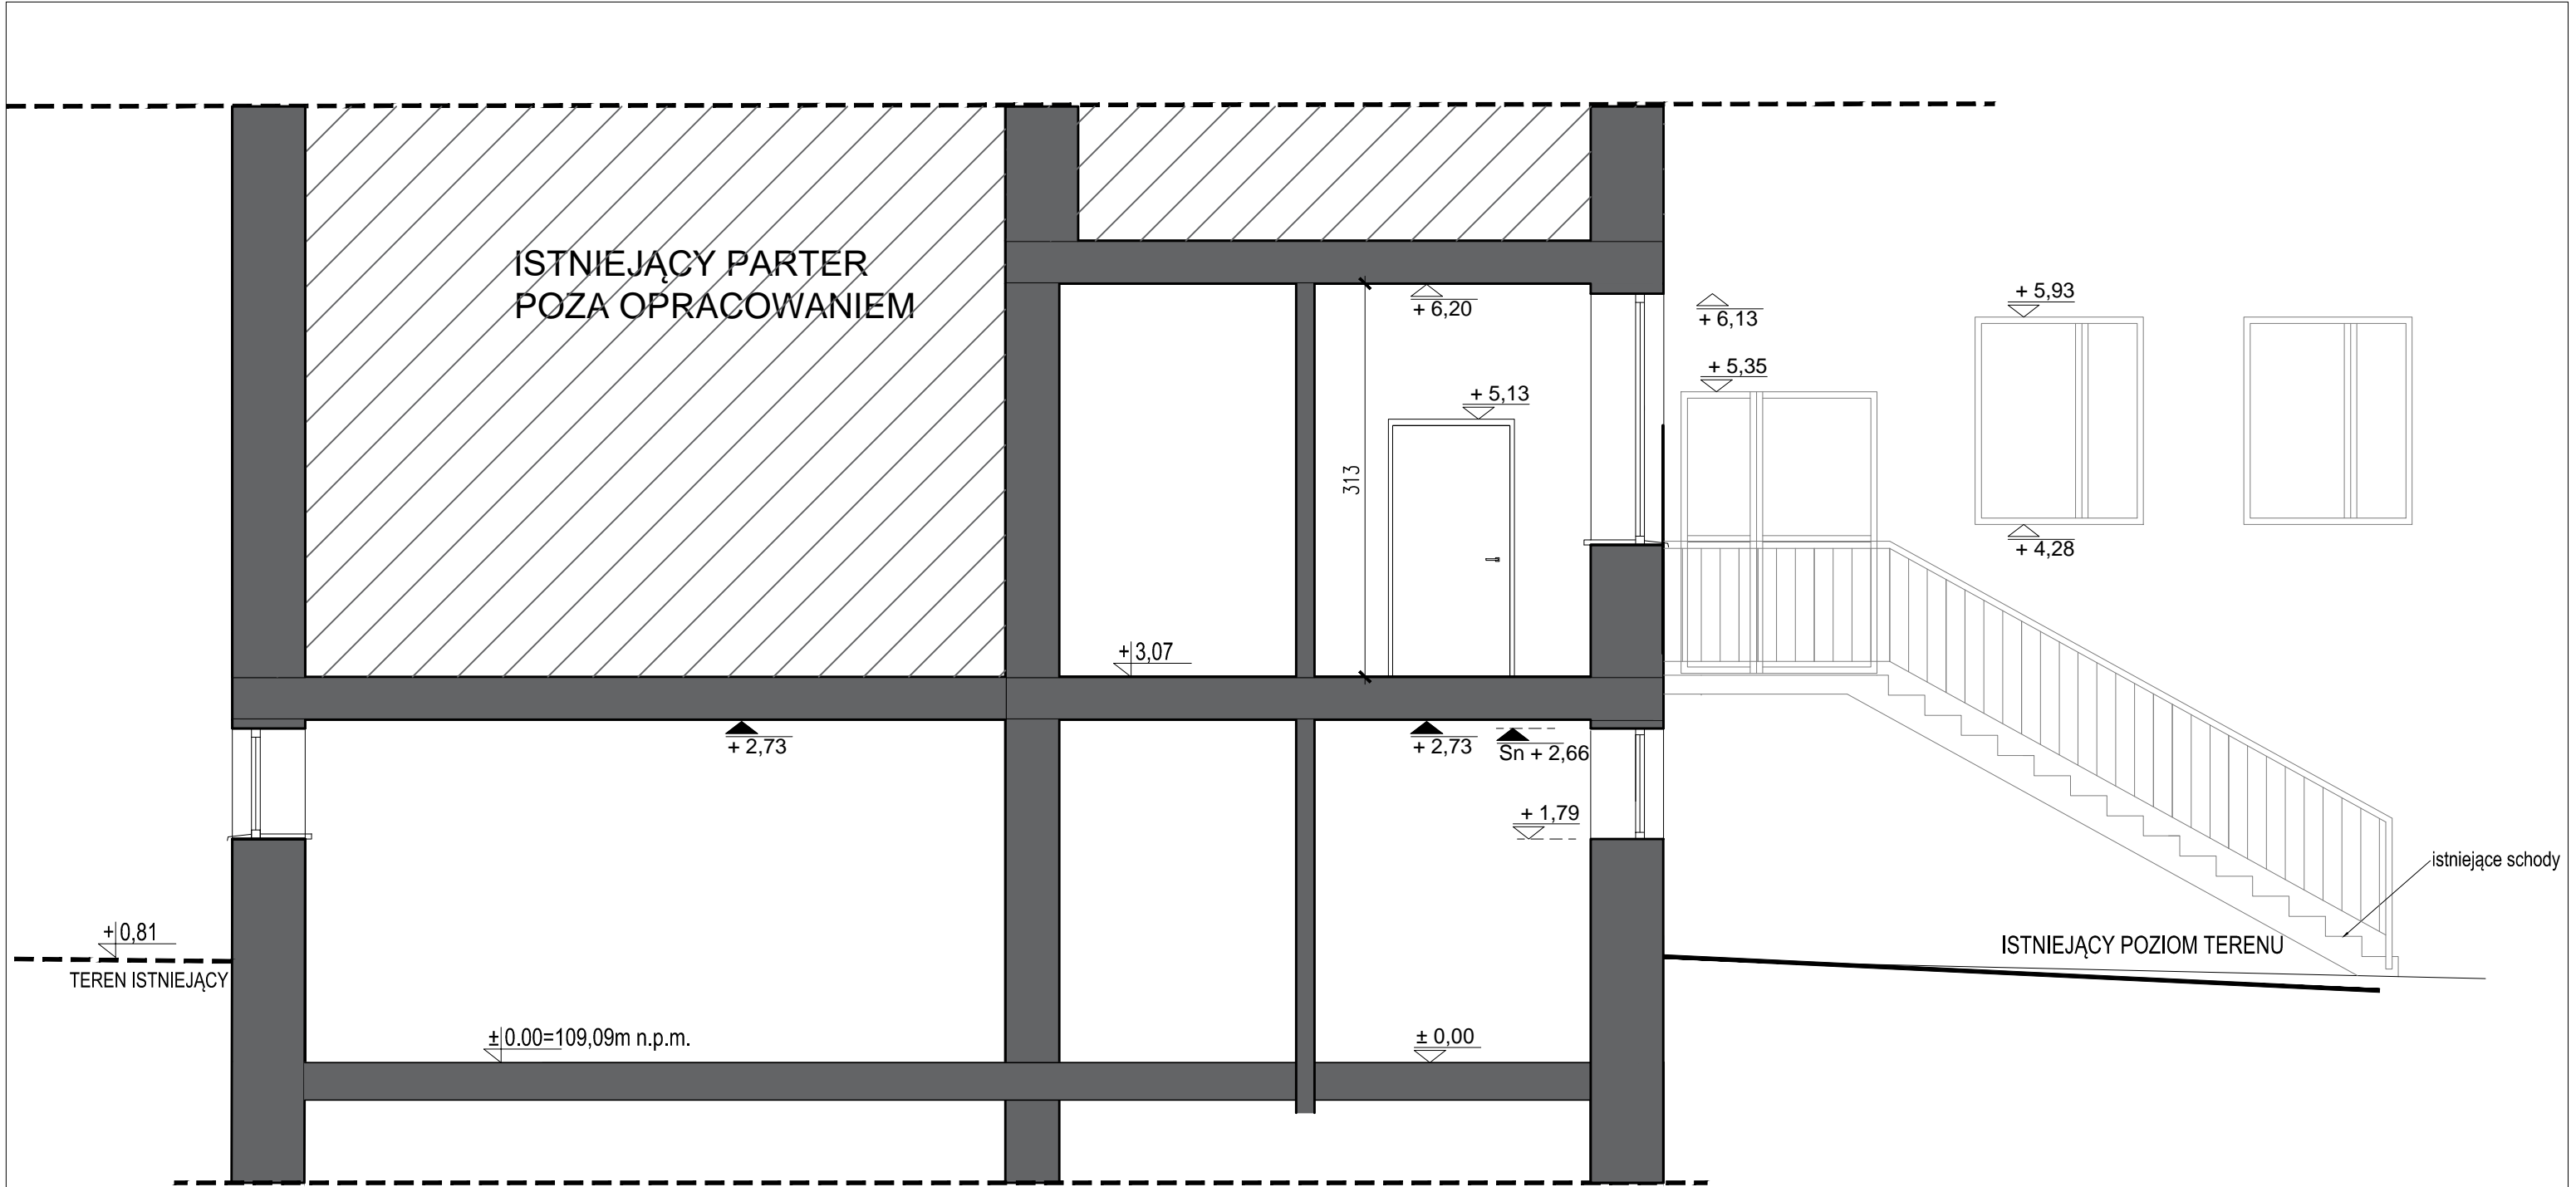 ISTNIEJĄCY PARTER
POZA OPRACOWANIEM
+ 6,20
+ 6,13
+ 5,93
+ 5,35
+ 5,13
313
+ 4,28
+ 3,07
+ 2,73
+ 2,73
Sn + 2,66
+ 1,79
istniejące schody
+ 0,81
TEREN ISTNIEJĄCY
ISTNIEJĄCY POZIOM TERENU
± 0.00=109,09m n.p.m.
± 0,00